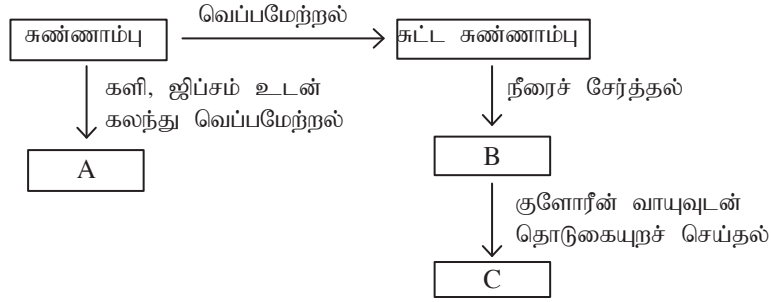 சுண்ணாம்பு
வெப்பமேற்றல்
சுட்ட சுண்ணாம்பு
களி, ஜிப்சம் உடன்
கலந்து வெப்பமேற்றல்
நீரைச் சேர்த்தல்
A
B
குளோரீன் வாயுவுடன்
தொடுகையுறச் செய்தல்
C